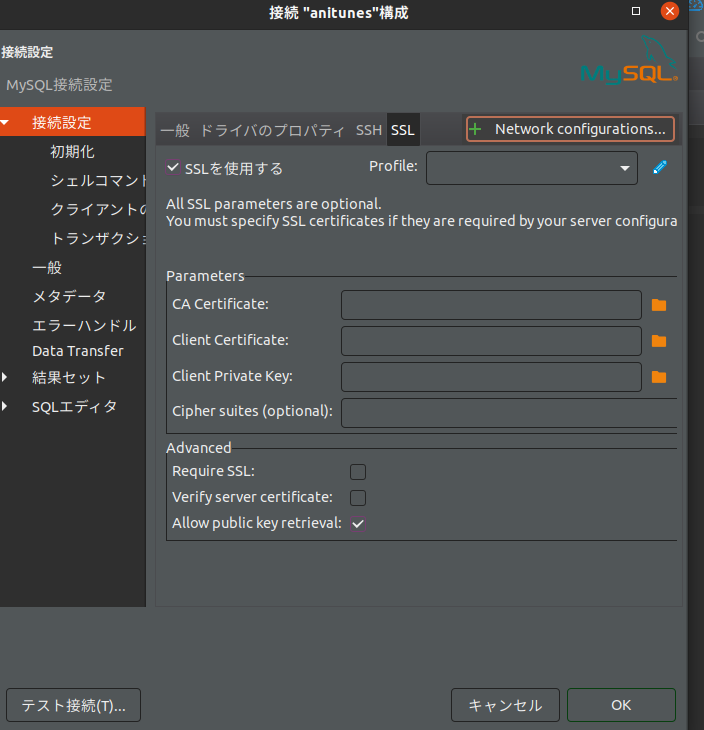 接続 "anitunes"構成
接続設定
MySQL接続設定
MySQL
接続設定
初期化
シェルコマント
クライアントの
トランザクショ
一般
メタデータ
エラーハンドル
Data Transfer
結果セット
SQLエディタ
一般 ドライバのプロパティ SSH SSL
Network configurations...
SSLを使用する Profile:
All SSL parameters are optional.
You must specify SSL certificates if they are required by your server configura
Parameters
CA Certificate:
Client Certificate:
Client Private Key:
Cipher suites (optional):
Advanced
Require SSL:
Verify server certificate:
Allow public key retrieval:
テスト接続(T)... キャンセル OK